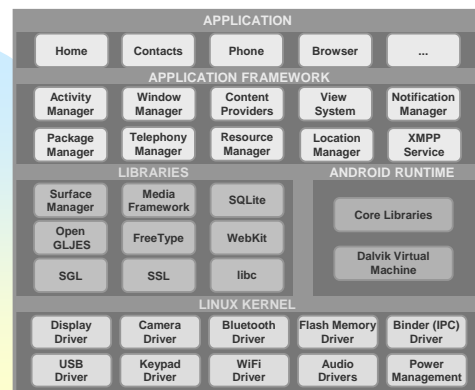 APPLICATION
Home
Contacts
Phone
Browser
...
APPLICATION FRAMEWORK
Activity
Manager
Window
Manager
Content
Providers
View
System
Notification
Manager
Package
Manager
Telephony
Manager
Resource
Manager
Location
Manager
XMPP
Service
LIBRARIES
Surface
Manager
Media
Framework
SQLite
Open
GLJES
FreeType
WebKit
SGL
SSL
libc
ANDROID RUNTIME
Core Libraries
Dalvik Virtual
Machine
LINUX KERNEL
Display
Driver
Camera
Driver
Bluetooth
Driver
Flash Memory
Driver
Binder (IPC)
Driver
USB
Driver
Keypad
Driver
WiFi
Driver
Audio
Drivers
Power
Management